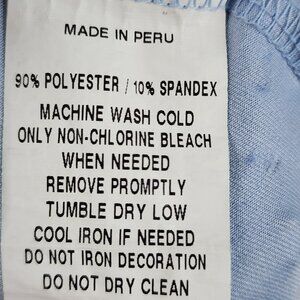 MADE IN PERU
90% POLYESTER / 10% SPANDEX
MACHINE WASH COLD
ONLY NON-CHLORINE BLEACH
WHEN NEEDED
REMOVE PROMPTLY
TUMBLE DRY LOW
COOL IRON IF NEEDED
DO NOT IRON DECORATION
DO NOT DRY CLEAN